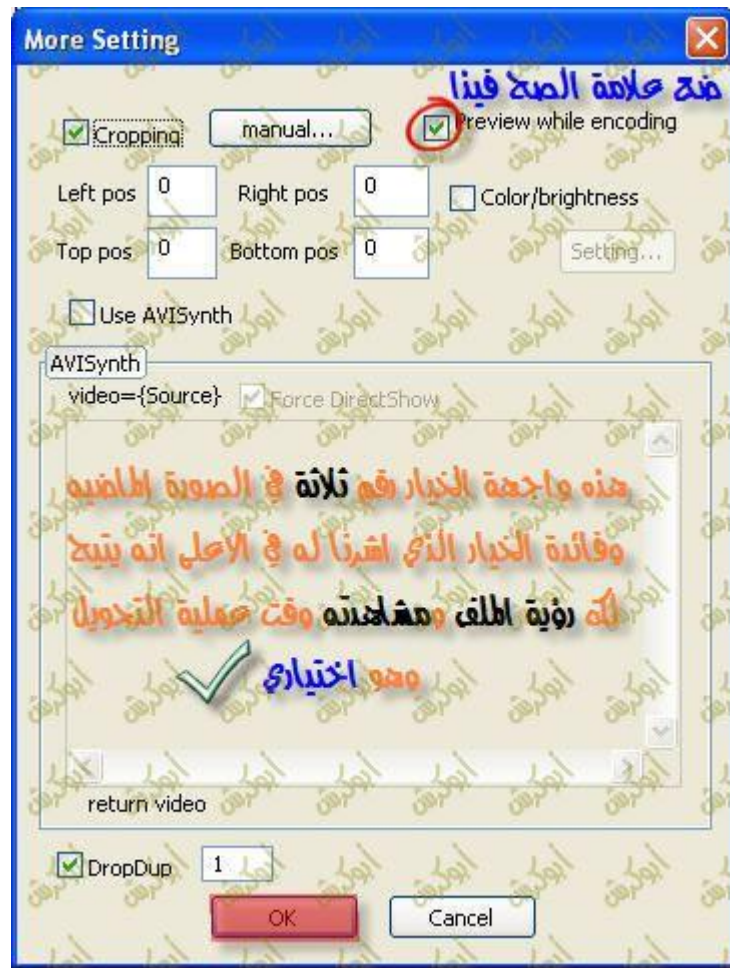 More Setting
ضع علامة الصح فيذا
Cropping manual... Preview while encoding
Left pos 0 Right pos 0 Color/brightness
Top pos 0 Bottom pos 0 Setting...
Use AVISynth
AVISynth
video={Source} Force DirectShow
هذه واجهة الخيار رقم ثلاثة في الصورة الماضيه
وفائدة الخيار الذي اشرنا له في الاعلى انه يتيح
لك رؤية الملف ومشاهدته وقت عملية التحويل
وهو اختياري
return video
DropDup 1
OK Cancel